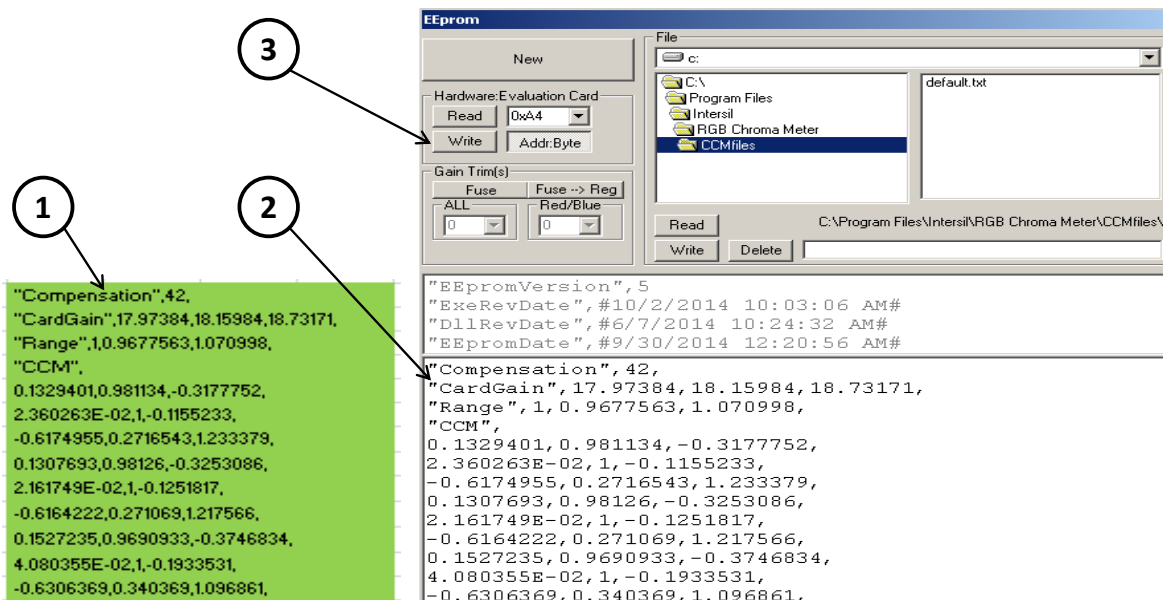 1
"Compensation",42,
"CardGain",17.97384,18.15984,18.73171,
"Range",1,0.9677563,1.070998,
"CCM",
0.1329401,0.981134,-0.3177752,
2.360263E-02,1,-0.1155233,
-0.6174955,0.2716543,1.233379,
0.1307693,0.98126,-0.3253086,
2.161749E-02,1,-0.1251817,
-0.6164222,0.271069,1.217566,
0.1527235,0.9690933,-0.3746834,
4.080355E-02,1,-0.1933531,
-0.6306369,0.340369,1.096861,
2
3
EEprom
New
Hardware:Evaluation Card
Read
0xA4
Write
Addr:Byte
Gain Trim(s)
Fuse
Fuse --> Reg
ALL
Red/Blue
0
0
File
c:
C:\
Program Files
Intersil
RGB Chroma Meter
CCMfiles
default.txt
Read
C:\Program Files\Intersil\RGB Chroma Meter\CCMfiles\
Write
Delete
"EEpromVersion",5
"ExeRevDate",#10/2/2014 10:03:06 AM#
"DllRevDate",#6/7/2014 10:24:32 AM#
"EEpromDate",#9/30/2014 12:20:56 AM#
"Compensation",42,
"CardGain",17.97384,18.15984,18.73171,
"Range",1,0.9677563,1.070998,
"CCM",
0.1329401,0.981134,-0.3177752,
2.360263E-02,1,-0.1155233,
-0.6174955,0.2716543,1.233379,
0.1307693,0.98126,-0.3253086,
2.161749E-02,1,-0.1251817,
-0.6164222,0.271069,1.217566,
0.1527235,0.9690933,-0.3746834,
4.080355E-02,1,-0.1933531,
-0.6306369,0.340369,1.096861,